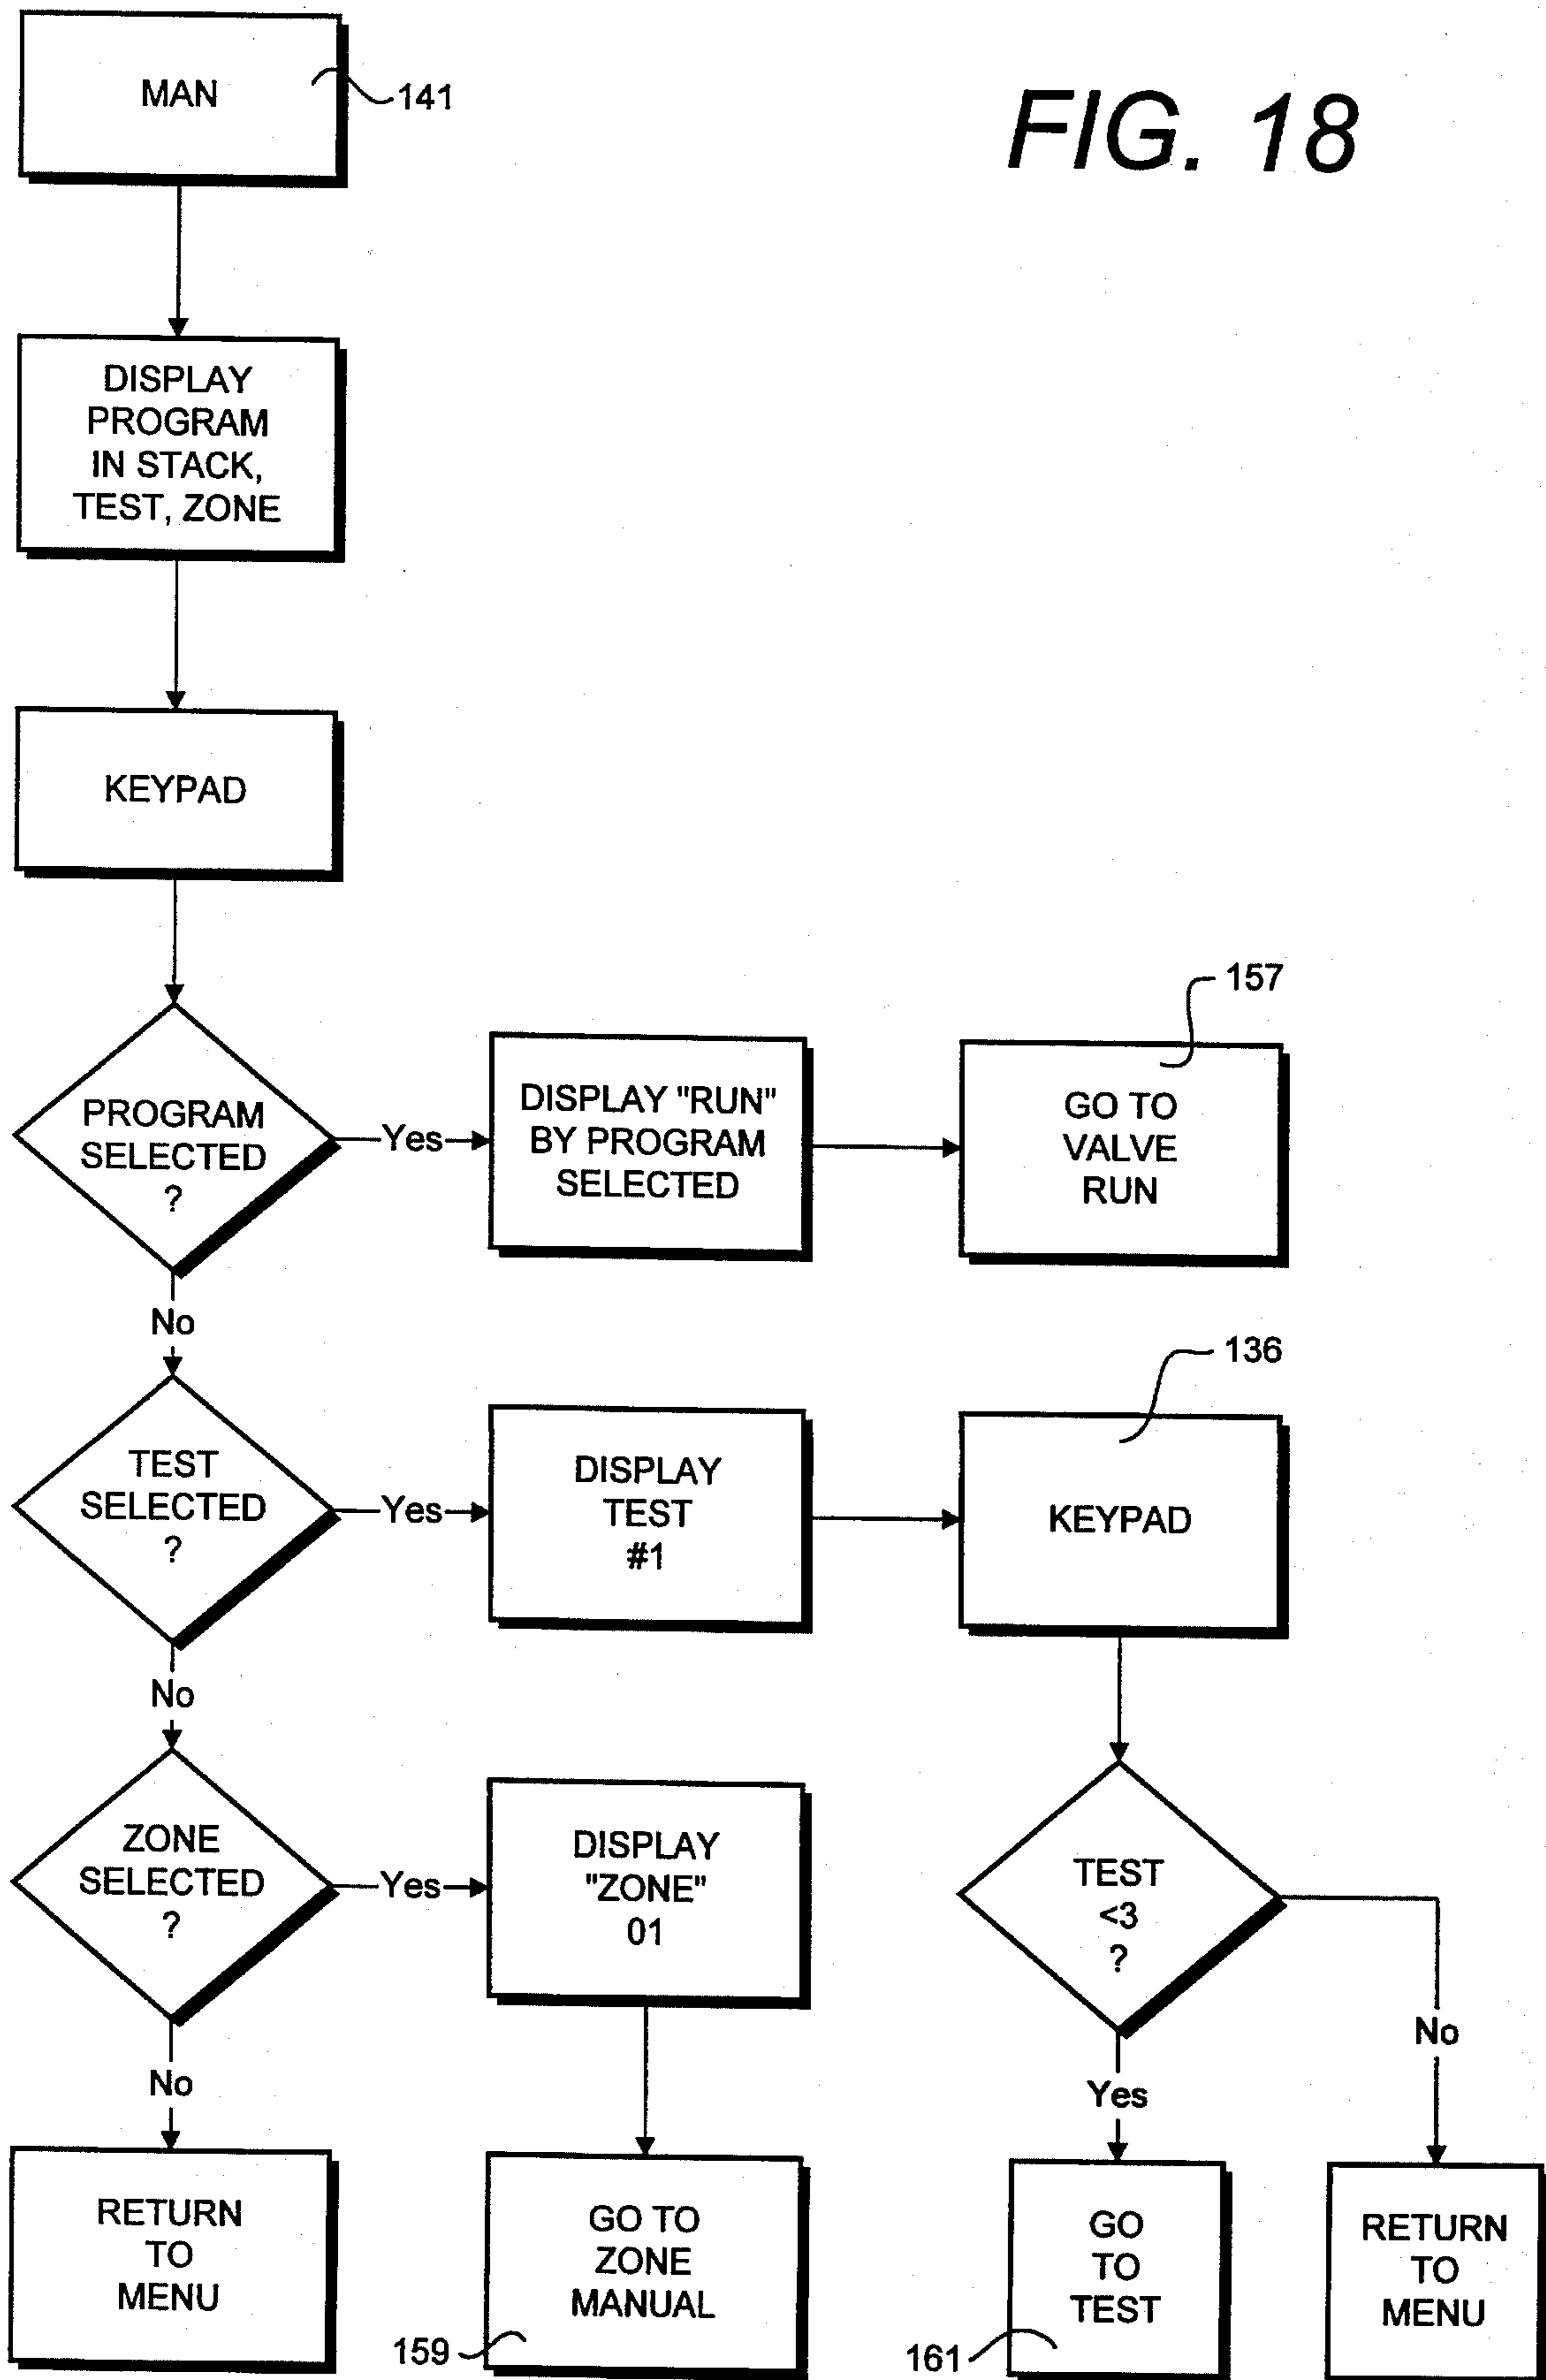 FIG. 18
MAN
141
DISPLAY
PROGRAM
IN STACK,
TEST, ZONE
KEYPAD
PROGRAM
SELECTED
?
Yes
DISPLAY "RUN"
BY PROGRAM
SELECTED
157
GO TO
VALVE
RUN
No
TEST
SELECTED
?
Yes
DISPLAY
TEST
#1
136
KEYPAD
No
ZONE
SELECTED
?
Yes
DISPLAY
"ZONE"
01
TEST
<3
?
No
Yes
No
RETURN
TO
MENU
GO TO
ZONE
MANUAL
159
GO
TO
TEST
161
RETURN
TO
MENU